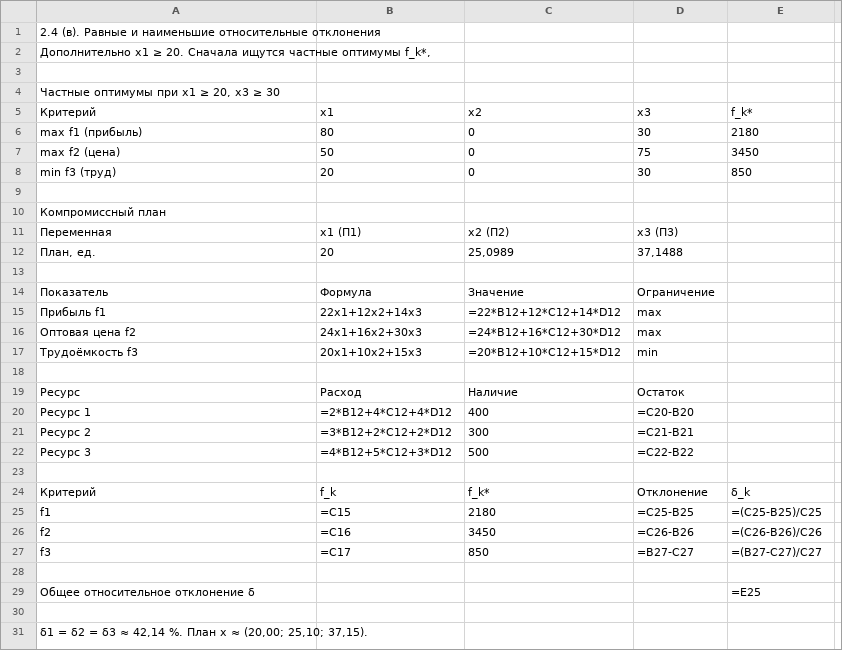 A B C D E
1 2.4 (в). Равные и наименьшие относительные отклонения
2 Дополнительно x1 ≥ 20. Сначала ищутся частные оптимумы f_k*,
3
4 Частные оптимумы при x1 ≥ 20, x3 ≥ 30
5 Критерий x1 x2 x3 f_k*
6 max f1 (прибыль) 80 0 30 2180
7 max f2 (цена) 50 0 75 3450
8 min f3 (труд) 20 0 30 850
9
10 Компромиссный план
11 Переменная x1 (П1) x2 (П2) x3 (П3)
12 План, ед. 20 25,0989 37,1488
13
14 Показатель Формула Значение Ограничение
15 Прибыль f1 22x1+12x2+14x3 =22*B12+12*C12+14*D12 max
16 Оптовая цена f2 24x1+16x2+30x3 =24*B12+16*C12+30*D12 max
17 Трудоёмкость f3 20x1+10x2+15x3 =20*B12+10*C12+15*D12 min
18
19 Ресурс Расход Наличие Остаток
20 Ресурс 1 =2*B12+4*C12+4*D12 400 =C20-B20
21 Ресурс 2 =3*B12+2*C12+2*D12 300 =C21-B21
22 Ресурс 3 =4*B12+5*C12+3*D12 500 =C22-B22
23
24 Критерий f_k f_k* Отклонение δ_k
25 f1 =C15 2180 =C25-B25 =(C25-B25)/C25
26 f2 =C16 3450 =C26-B26 =(C26-B26)/C26
27 f3 =C17 850 =B27-C27 =(B27-C27)/C27
28
29 Общее относительное отклонение δ =E25
30
31 δ1 = δ2 = δ3 ≈ 42,14 %. План x ≈ (20,00; 25,10; 37,15).